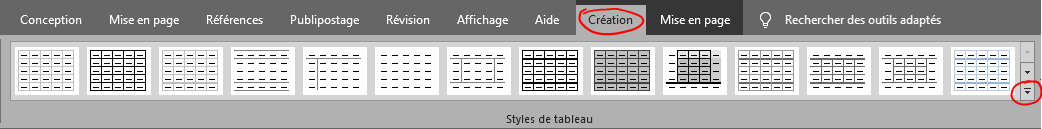 Conception Mise en page Références Publipostage Révision Affichage Aide Création Mise en page Rechercher des outils adaptés
Styles de tableau